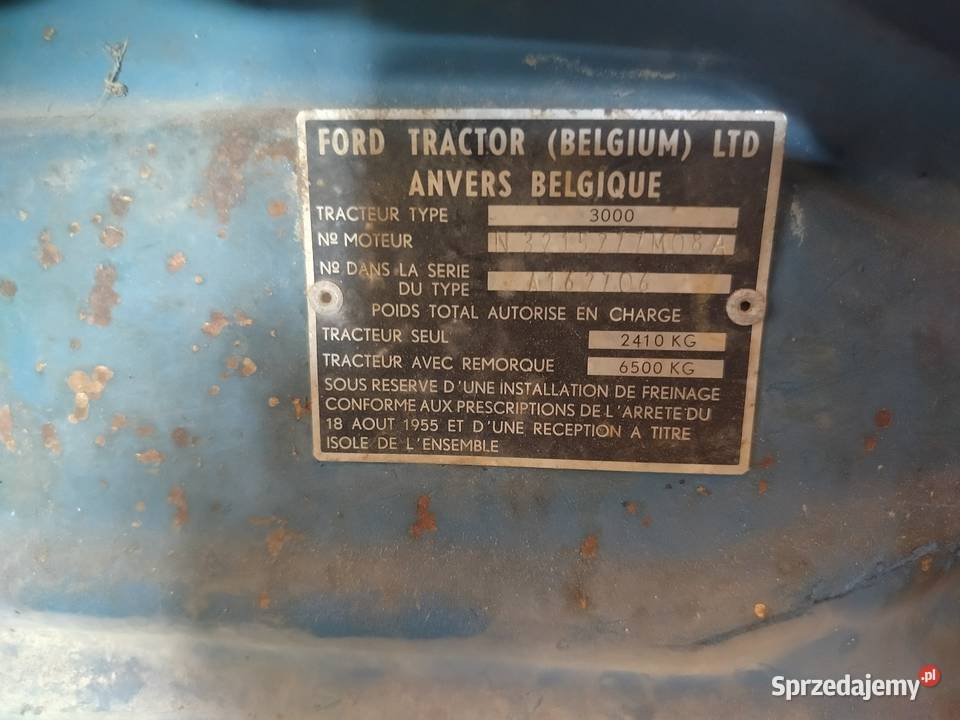 FORD TRACTOR (BELGIUM) LTD
ANVERS BELGIQUE
TRACTEUR TYPE 3000
Nº MOTEUR
Nº DANS LA SERIE
DU TYPE
POIDS TOTAL AUTORISE EN CHARGE
TRACTEUR SEUL 2410 KG
TRACTEUR AVEC REMORQUE 6500 KG
SOUS RESERVE D'UNE INSTALLATION DE FREINAGE
CONFORME AUX PRESCRIPTIONS DE L'ARRETE DU
18 AOUT 1955 ET D'UNE RECEPTION A TITRE
ISOLE DE L'ENSEMBLE
Sprzedajemy.pl